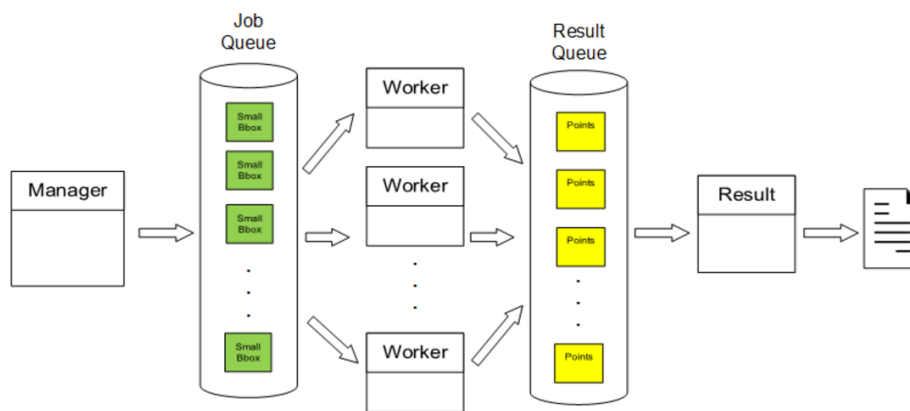 Job
Queue
Result
Queue
Manager
Small
Bbox
Small
Bbox
Small
Bbox
Small
Bbox
Worker
Worker
Worker
Points
Points
Points
Points
Result